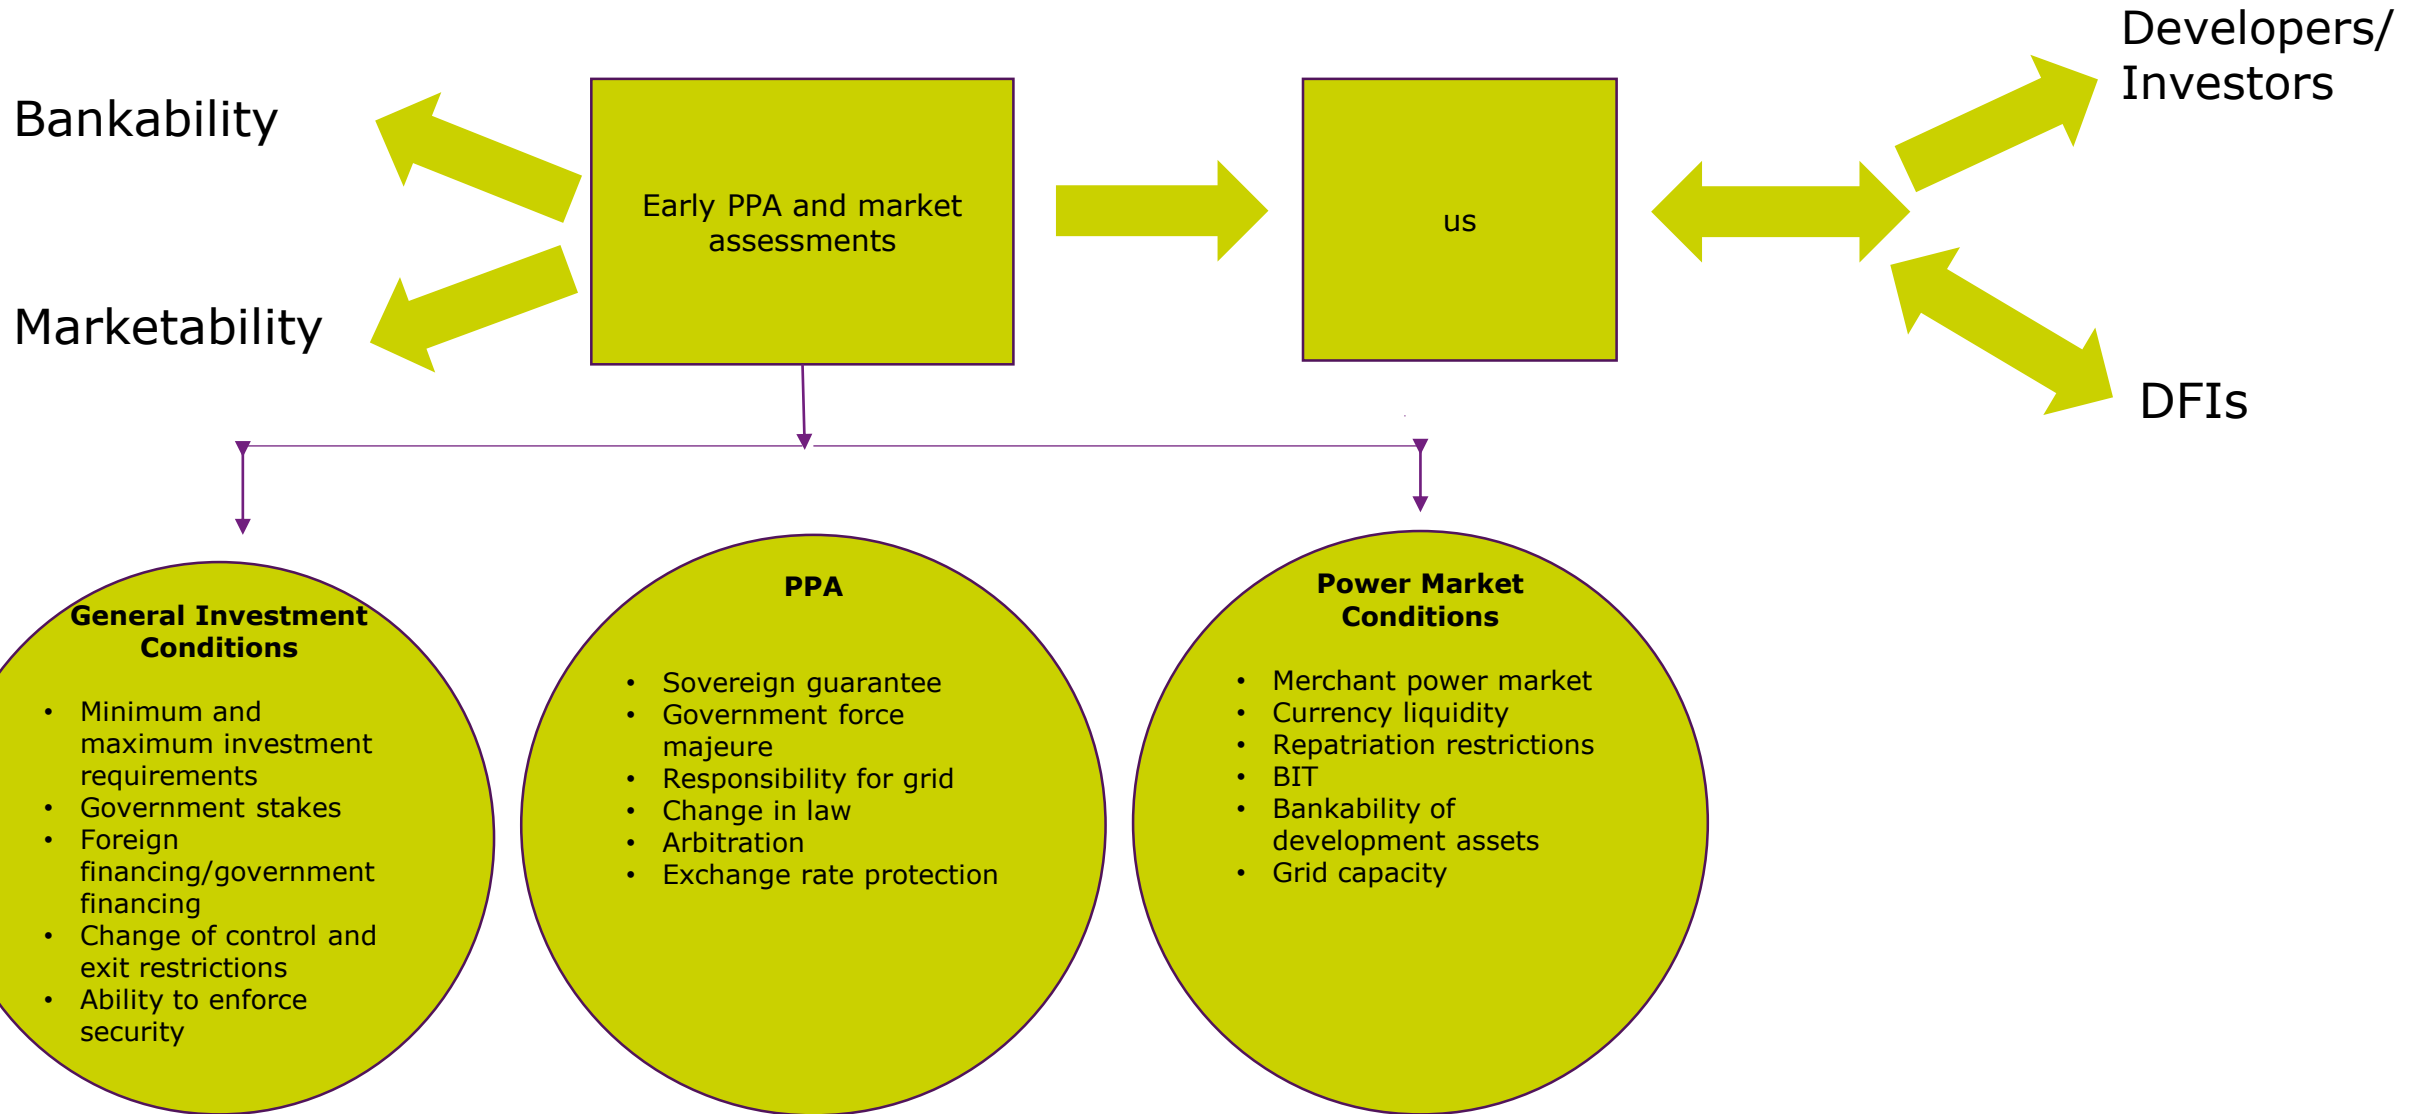 Bankability
Marketability
Early PPA and market
assessments
us
Developers/
Investors
DFIs
General Investment
Conditions
• Minimum and
maximum investment
requirements
• Government stakes
• Foreign
financing/government
financing
• Change of control and
exit restrictions
• Ability to enforce
security
PPA
• Sovereign guarantee
• Government force
majeure
• Responsibility for grid
• Change in law
• Arbitration
• Exchange rate protection
Power Market
Conditions
• Merchant power market
• Currency liquidity
• Repatriation restrictions
• BIT
• Bankability of
development assets
• Grid capacity